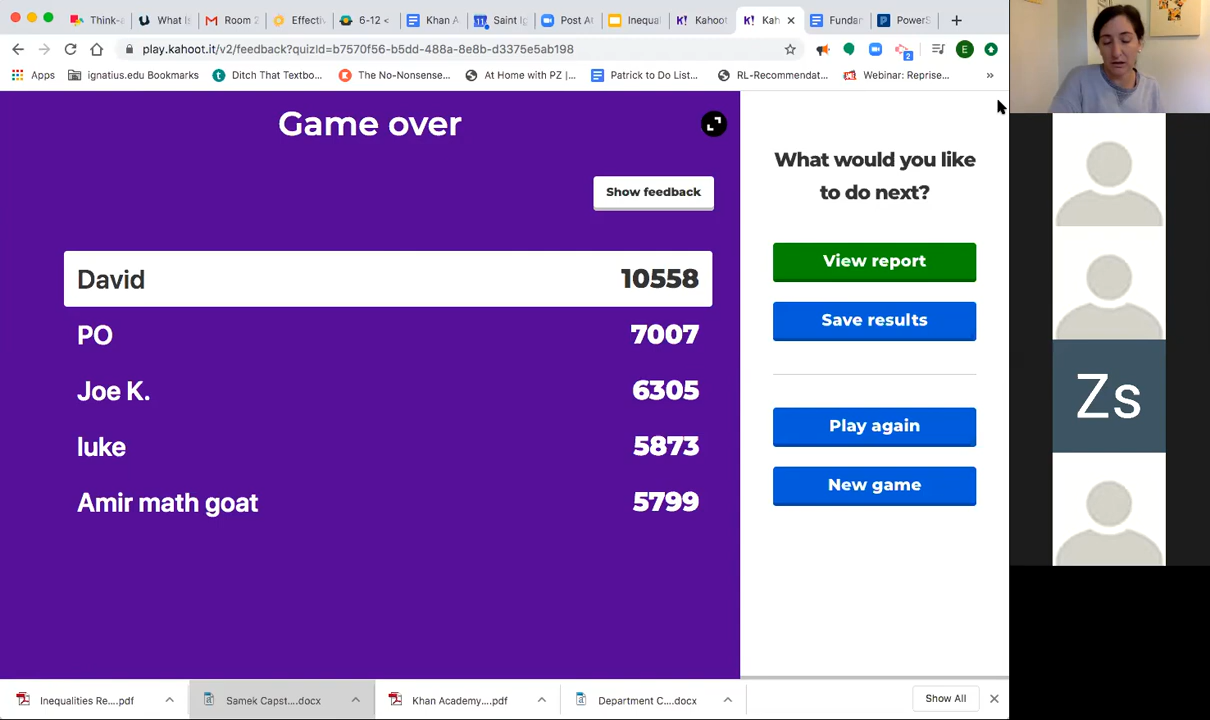 Think-a
What Is
Room 2
Effectiv
6-12 <
Khan A
Saint Ig
Post At
Inequal
Kahoot
Kah
Fundar
PowerS
play.kahoot.it/v2/feedback?quizId=b7570f56-b5dd-488a-8e8b-d3375e5ab198
E
2
Apps
ignatius.edu Bookmarks
Ditch That Textbo...
The No-Nonsense...
At Home with PZ |...
Patrick to Do List...
RL-Recommendat...
Webinar: Reprise...
»
Game over
Show feedback
David 10558
PO 7007
Joe K. 6305
luke 5873
Amir math goat 5799
What would you like
to do next?
View report
Save results
Play again
New game
Zs
Inequalities Re....pdf
Samek Capst....docx
Khan Academy....pdf
Department C....docx
Show All